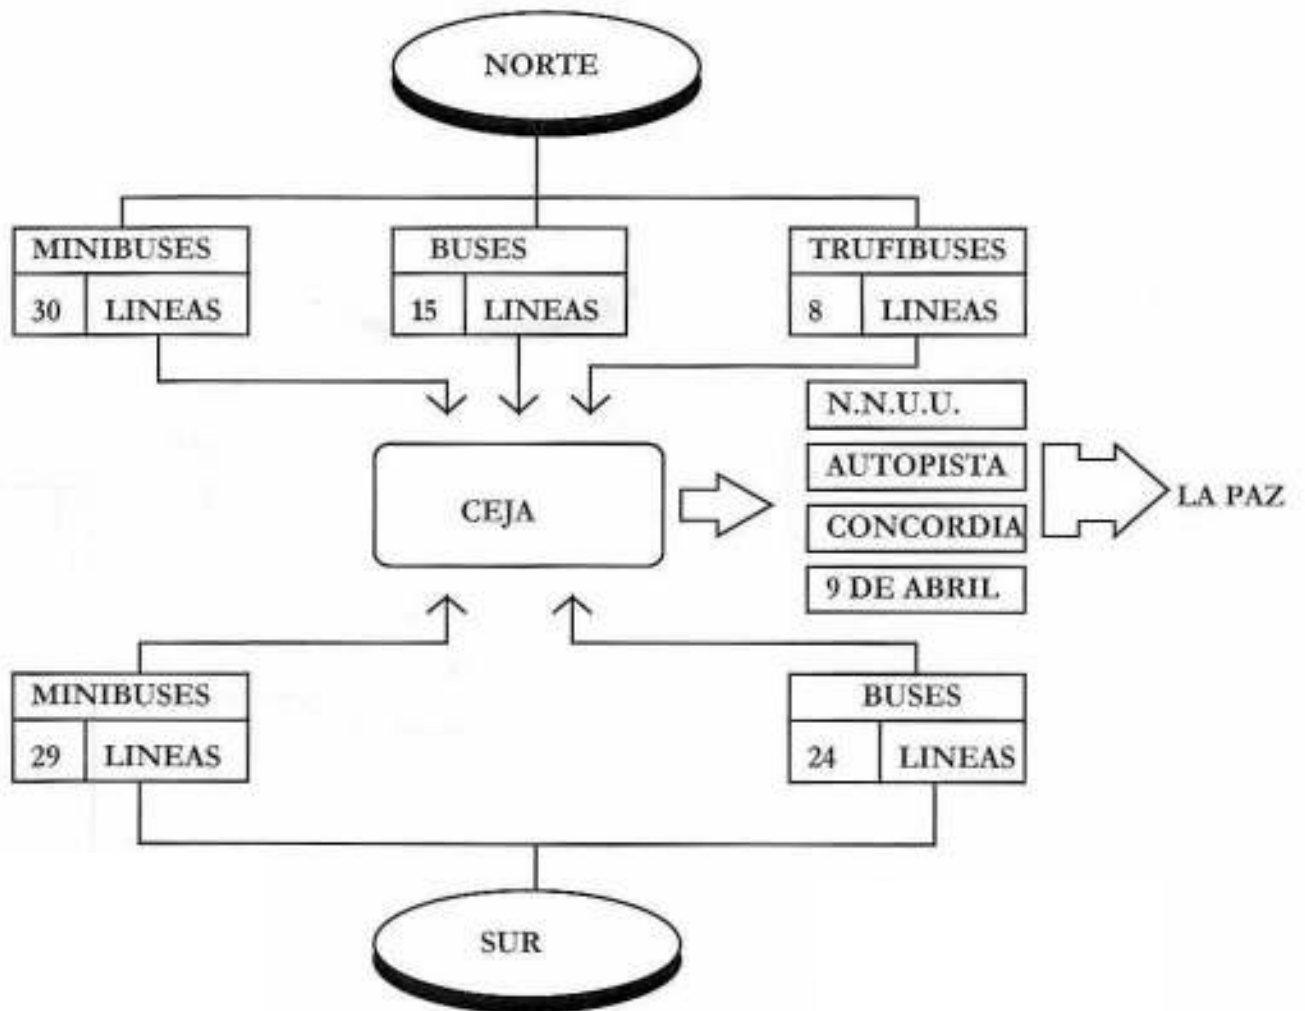 NORTE
MINIBUSES
30 LINEAS
BUSES
15 LINEAS
TRUFIBUSES
8 LINEAS
CEJA
N.N.U.U.
AUTOPISTA
CONCORDIA
9 DE ABRIL
LA PAZ
MINIBUSES
29 LINEAS
BUSES
24 LINEAS
SUR